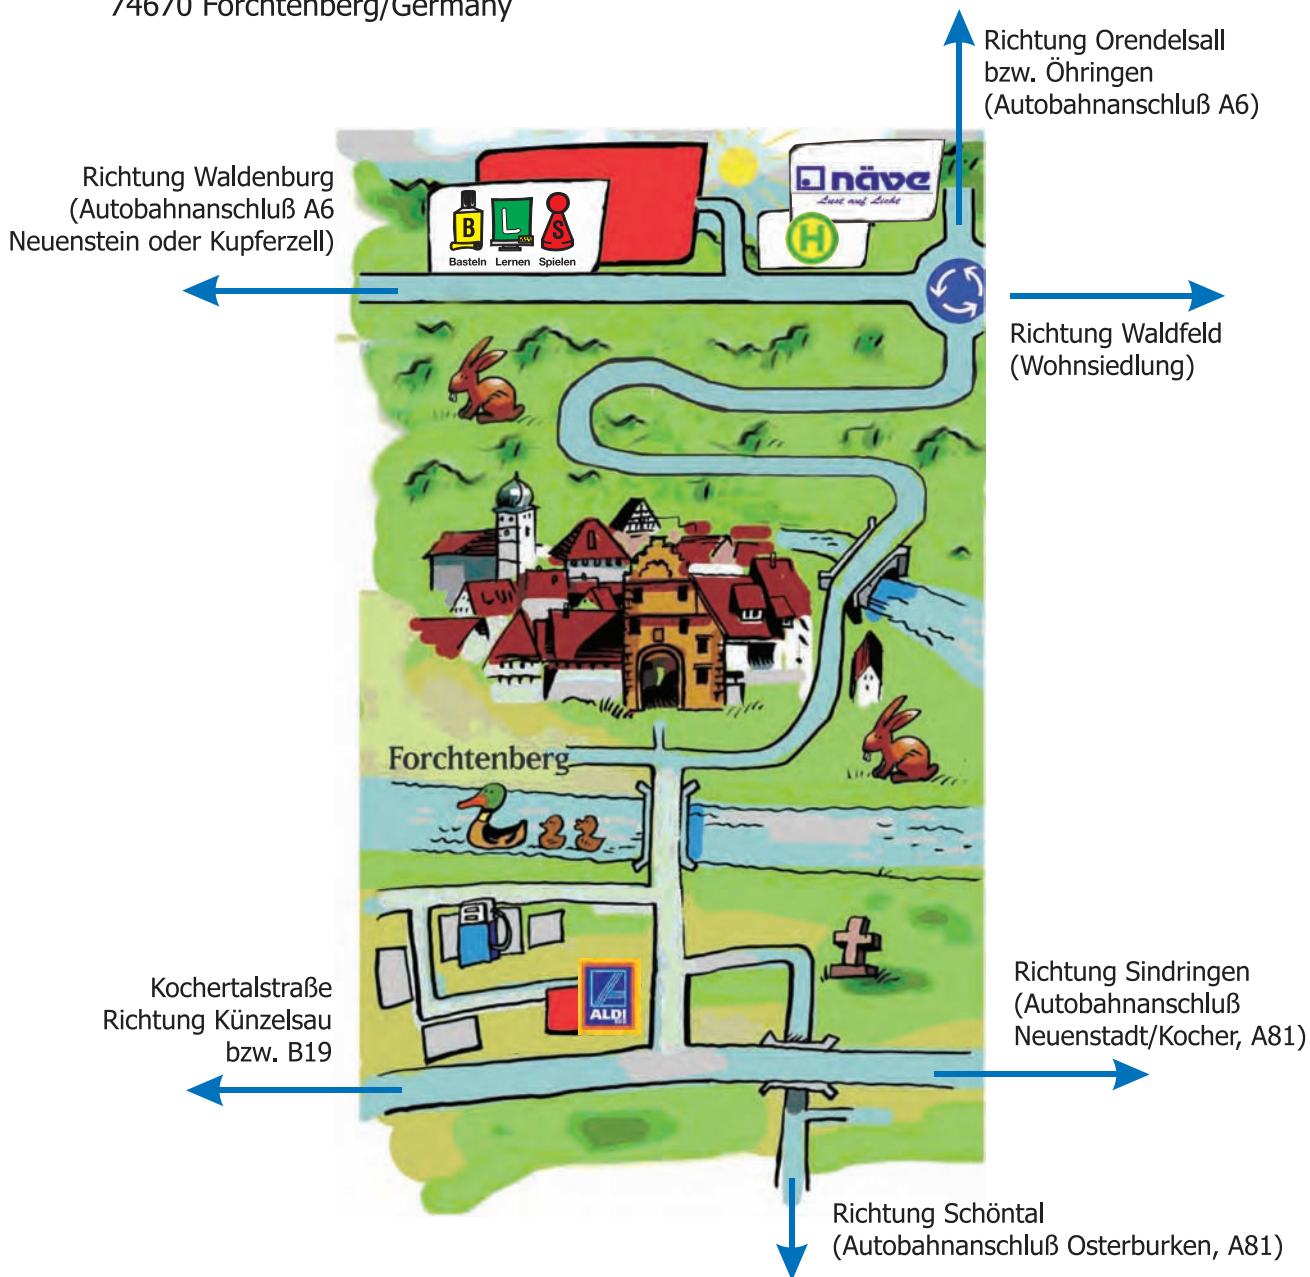 74670 Forchtenberg/Germany
Richtung Orendelsall
bzw. Öhringen
(Autobahnanschluß A6)
Richtung Waldenburg
(Autobahnanschluß A6
Neuenstein oder Kupferzell)
näve
Lust auf Licht
H
B L S
Basteln Lernen Spielen
Richtung Waldfeld
(Wohnsiedlung)
Forchtenberg
Kochertalstraße
Richtung Künzelsau
bzw. B19
ALDI
Richtung Sindringen
(Autobahnanschluß
Neuenstadt/Kocher, A81)
Richtung Schöntal
(Autobahnanschluß Osterburken, A81)